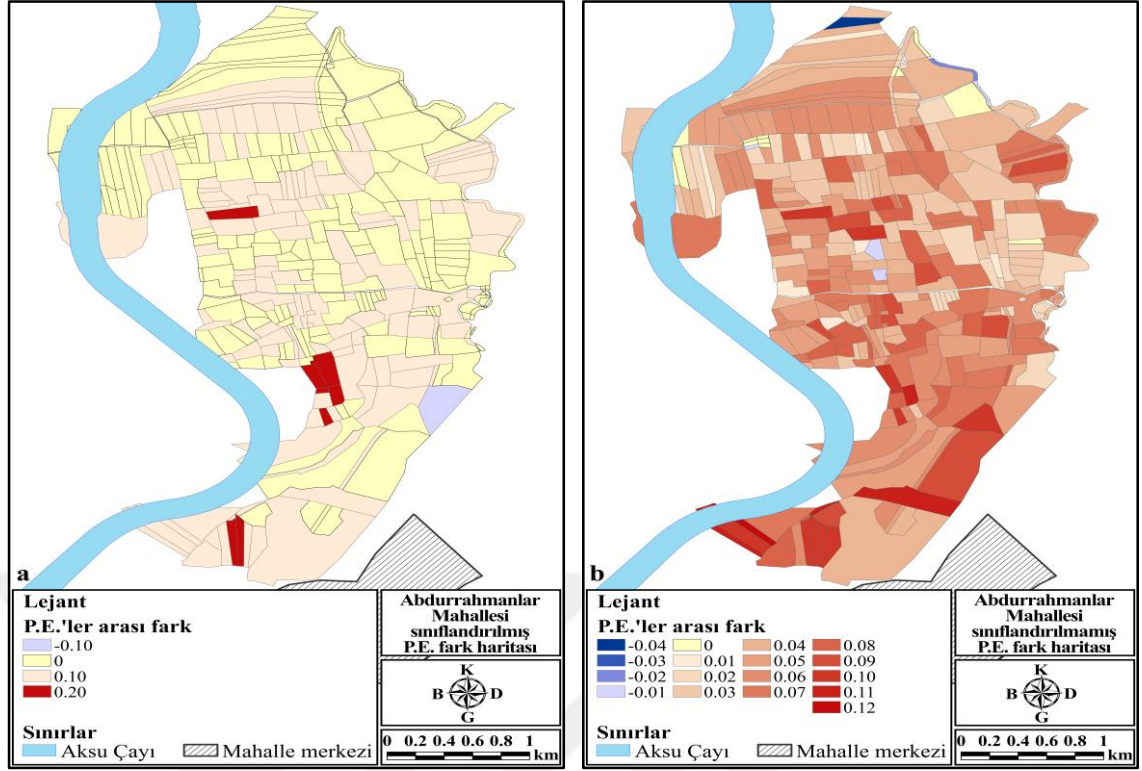 a
Lejant
P.E.'ler arası fark
-0.10
0
0.10
0.20
Sınırlar
Aksu Çayı Mahalle merkezi
Abdurrahmanlar
Mahallesi
sınıflandırılmış
P.E. fark haritası
K
B D
G
0 0.2 0.4 0.6 0.8 1
km
b
Lejant
P.E.'ler arası fark
-0.04 0 0.04 0.08
-0.03 0.01 0.05 0.09
-0.02 0.02 0.06 0.10
-0.01 0.03 0.07 0.11
0.12
Sınırlar
Aksu Çayı Mahalle merkezi
Abdurrahmanlar
Mahallesi
sınıflandırılmamış
P.E. fark haritası
K
B D
G
0 0.2 0.4 0.6 0.8 1
km